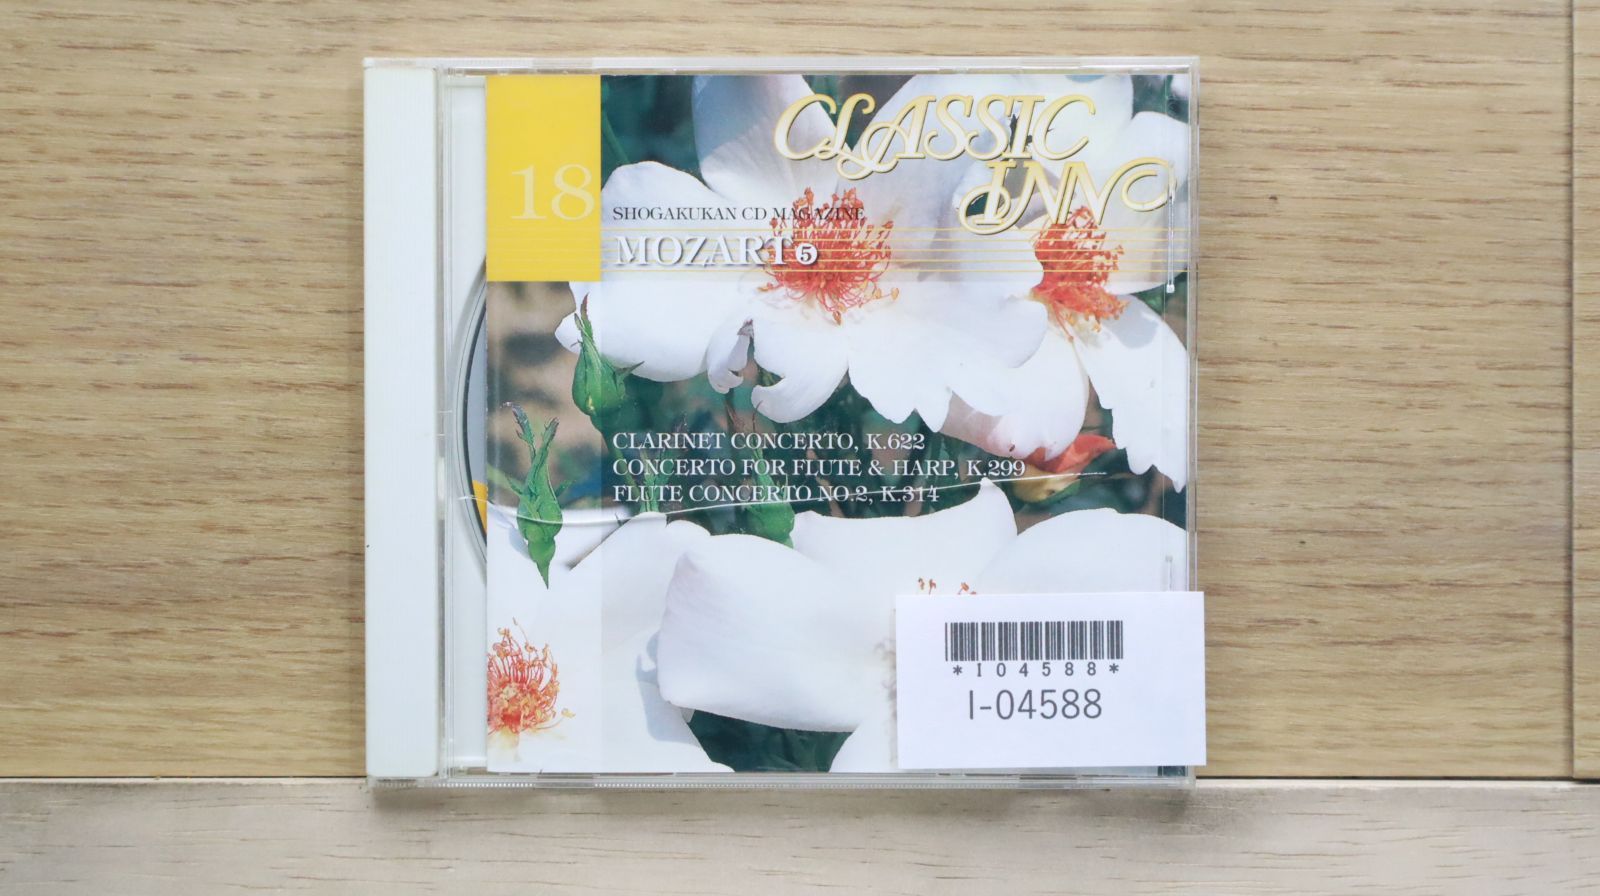 CLASSIC
INN
18
SHOGAKUKAN CD MAGAZINE
MOZART 5
CLARINET CONCERTO, K.622
CONCERTO FOR FLUTE & HARP, K.299
FLUTE CONCERTO NO.2, K.314
*I04588*
I-04588